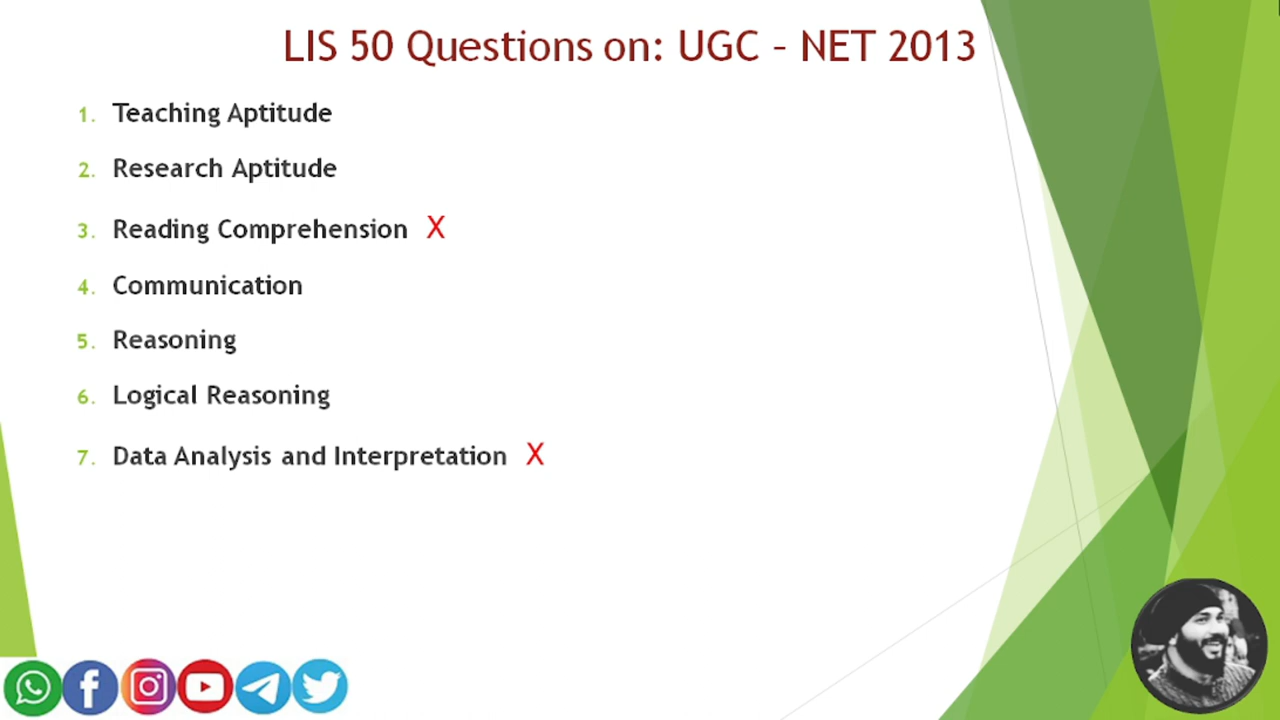 LIS 50 Questions on: UGC – NET 2013
1. Teaching Aptitude
2. Research Aptitude
3. Reading Comprehension X
4. Communication
5. Reasoning
6. Logical Reasoning
7. Data Analysis and Interpretation X